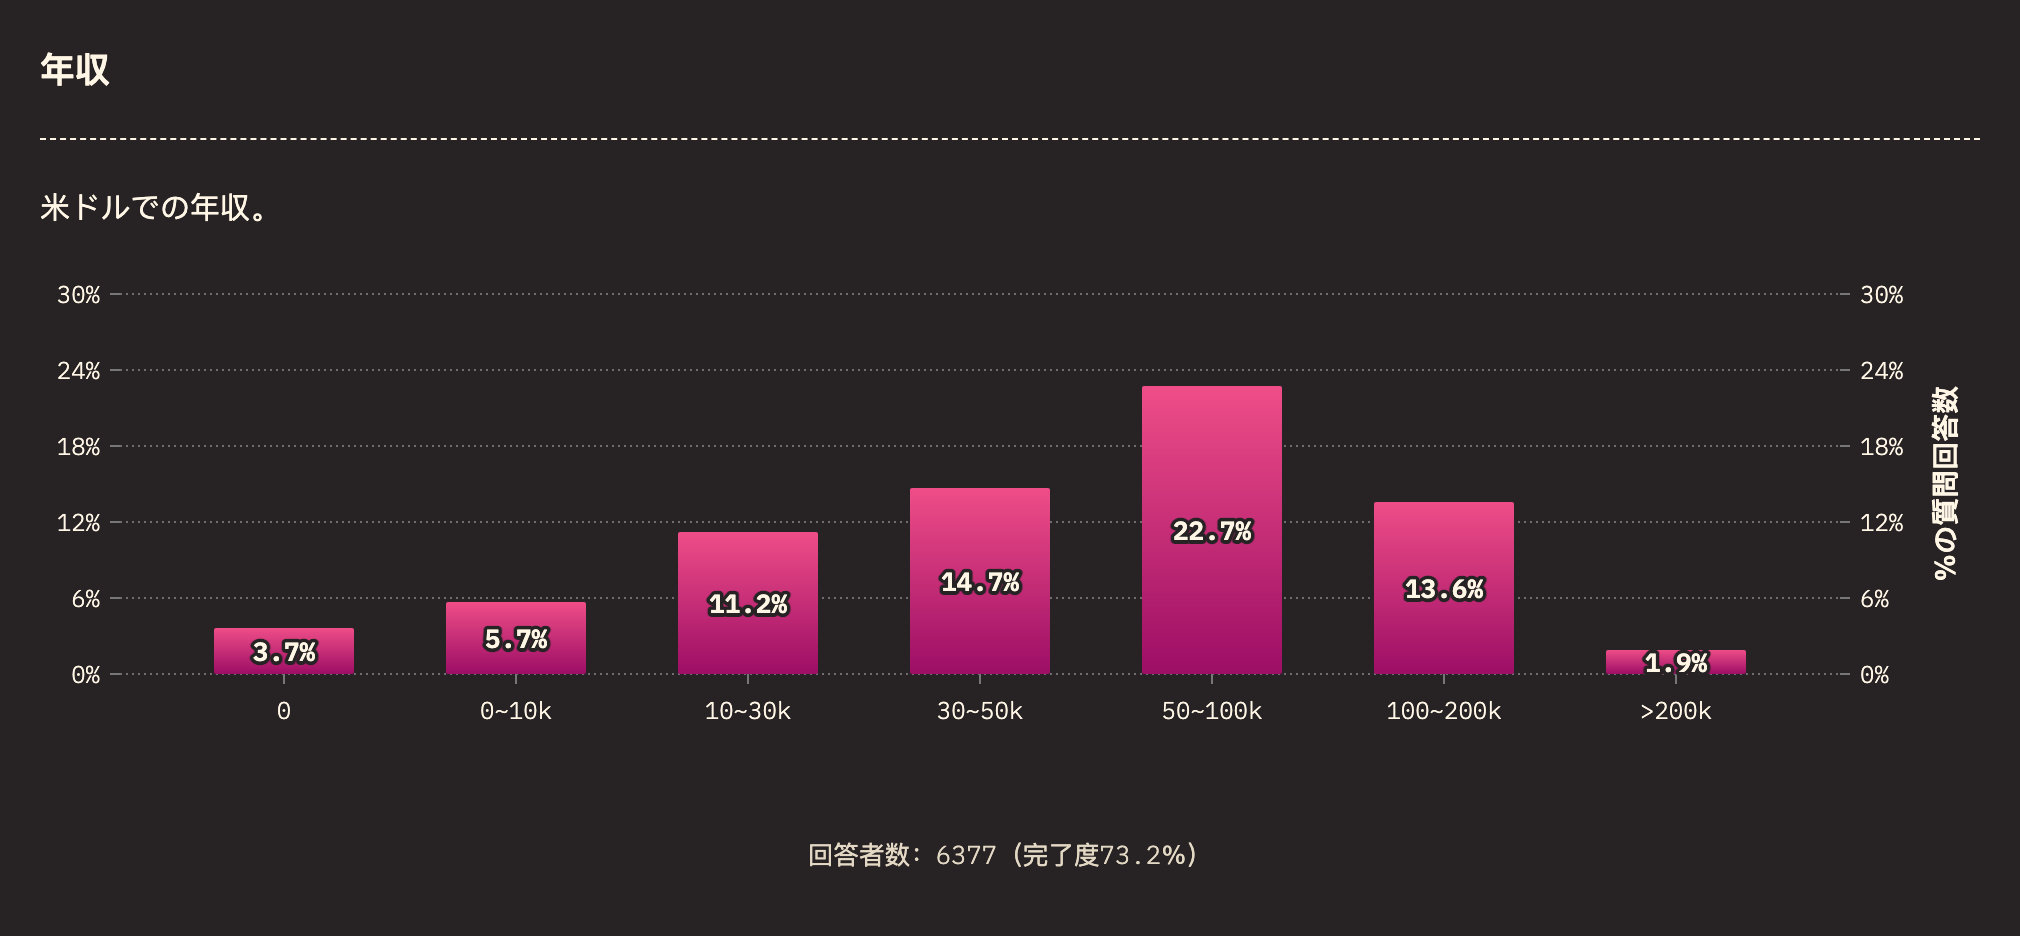 年収
米ドルでの年収。
30% 30%
24% 24%
18% 18%
12% 12%
6% 6%
0% 0%
%の質問回答数
3.7% 5.7% 11.2% 14.7% 22.7% 13.6% 1.9%
0 0~10k 10~30k 30~50k 50~100k 100~200k >200k
回答者数: 6377 (完了度73.2%)